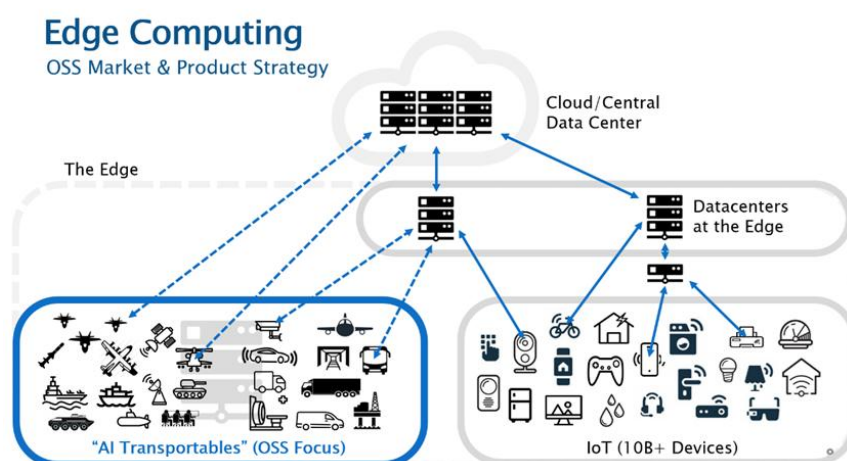 Edge Computing
OSS Market & Product Strategy
Cloud/Central
Data Center
The Edge
Datacenters
at the Edge
"AI Transportables" (OSS Focus)
IoT (10B+ Devices)